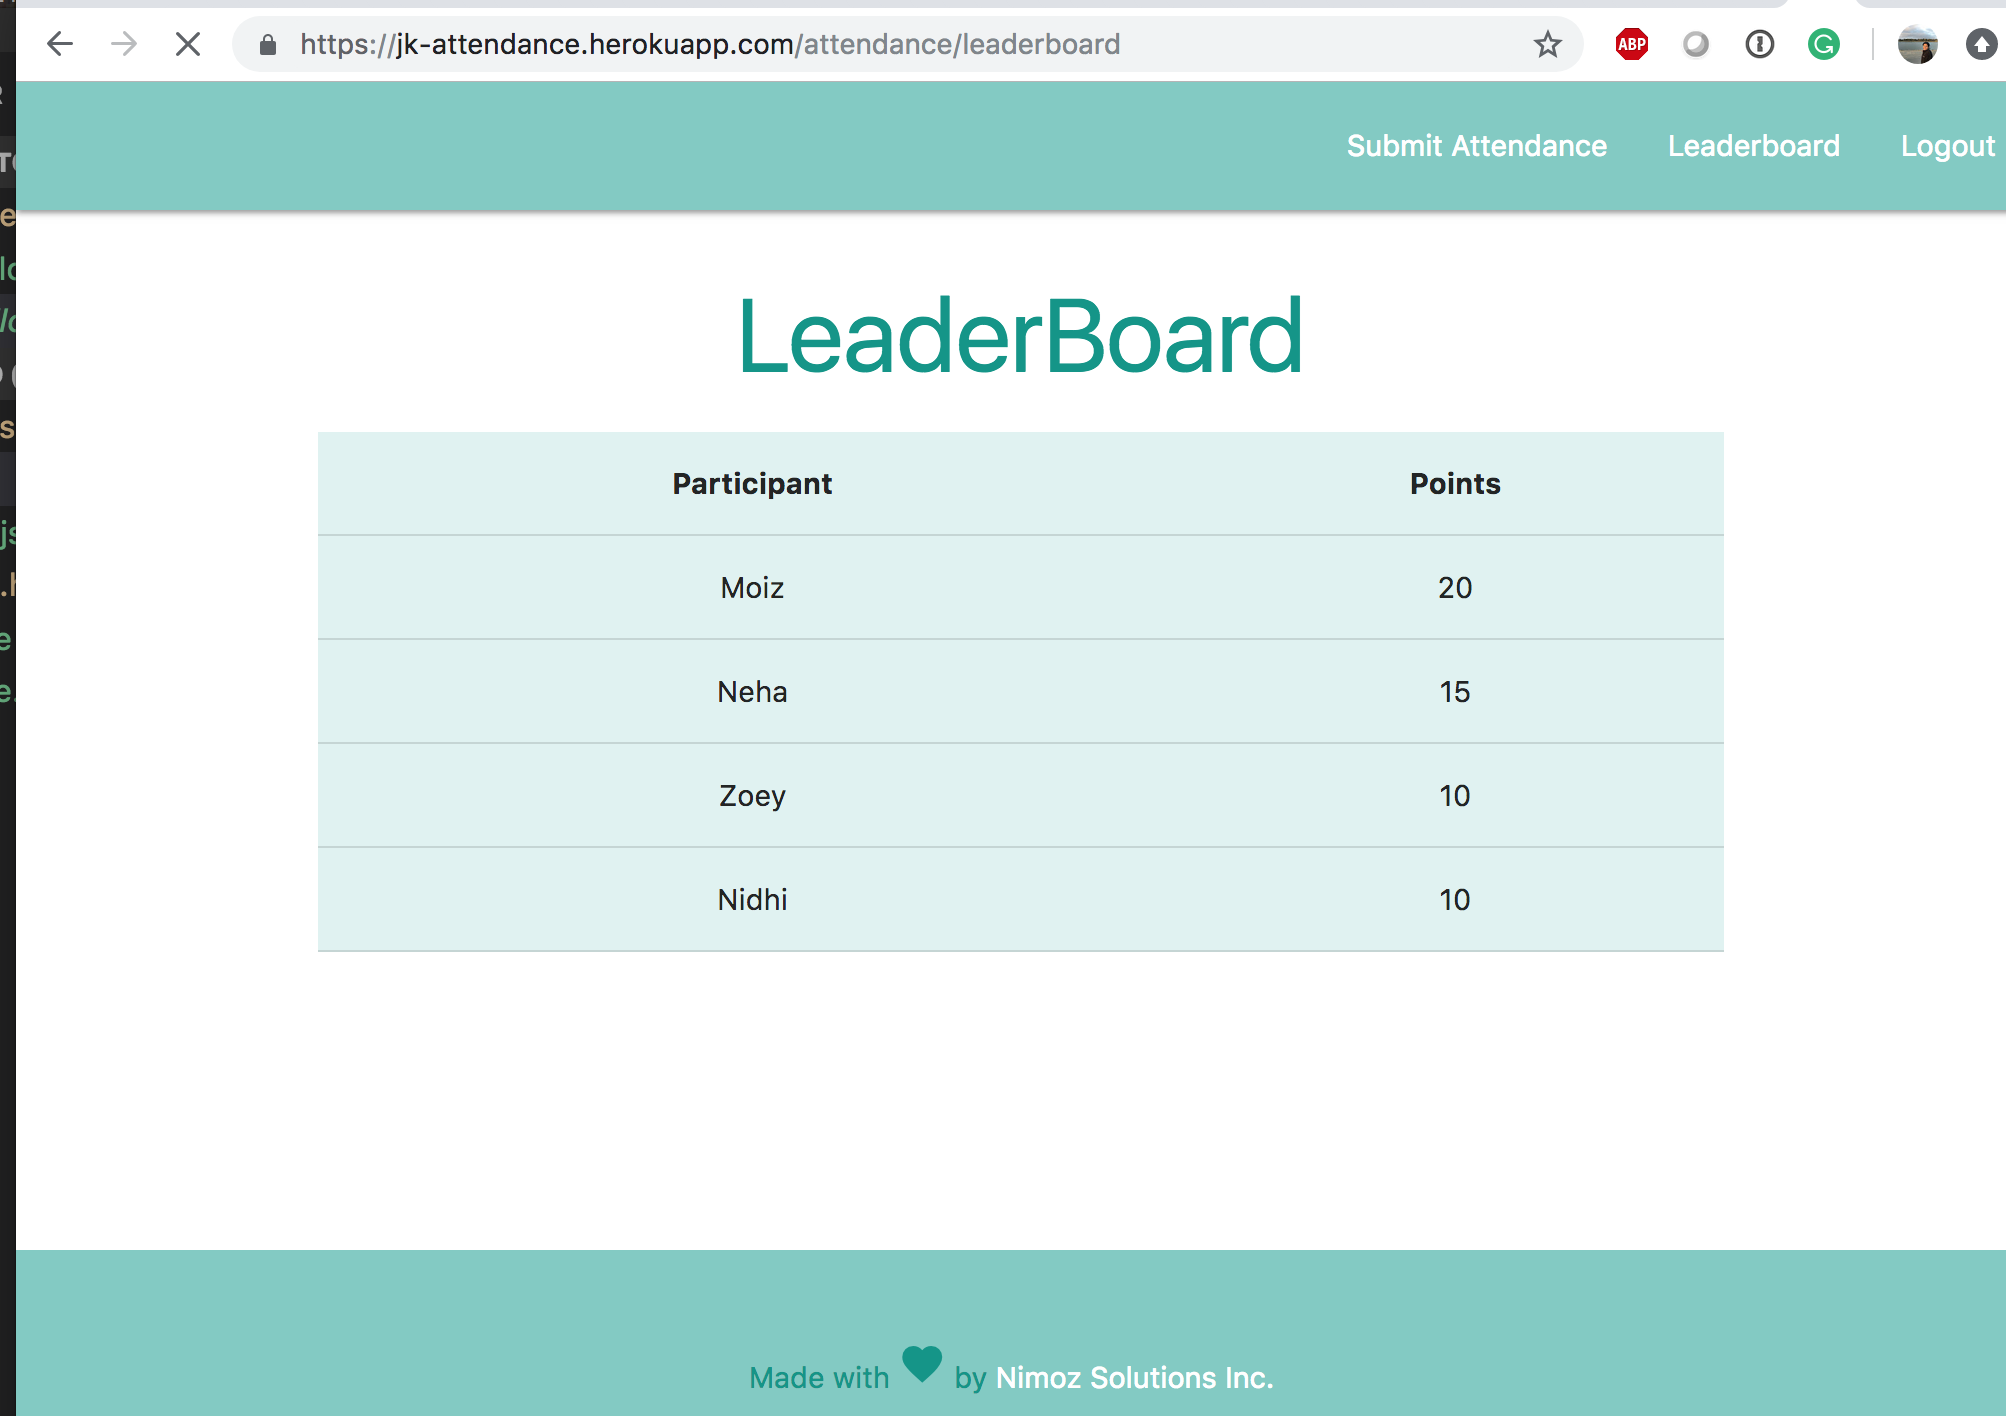 https://jk-attendance.herokuapp.com/attendance/leaderboard
ABP
Submit Attendance Leaderboard Logout
LeaderBoard
Participant Points
Moiz 20
Neha 15
Zoey 10
Nidhi 10
Made with by Nimoz Solutions Inc.